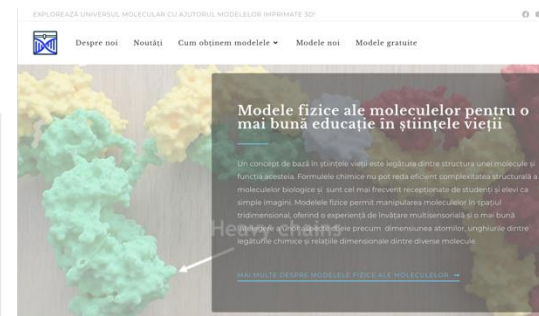 EXPLOREAZĂ UNIVERSUL MOLECULAR CU AJUTORUL MODELELOR IMPRIMATE 3D!
Despre noi Noutăți Cum obținem modelele Modele noi Modele gratuite
Modele fizice ale moleculelor pentru o
mai bună educație în științele vieții
Un concept de bază în științele vieții este legătura dintre structura unei molecule și
funcția acesteia. Formulele chimice nu pot reda eficient complexitatea structurală a
moleculelor biologice și sunt cel mai frecvent recepționate de studenți și elevi ca
simple imagini. Modelele fizice permit manipularea moleculelor în spațiul
tridimensional, oferind o experiență de învățare multisenzorială și o mai bună
înțelegere a unor aspecte precum: dimensiunea atomilor, unghiurile dintre
Heavy chains
legăturile chimice și relațiile dimensionale dintre diverse molecule.
MAI MULTE DESPRE MODELELE FIZICE ALE MOLECULELOR